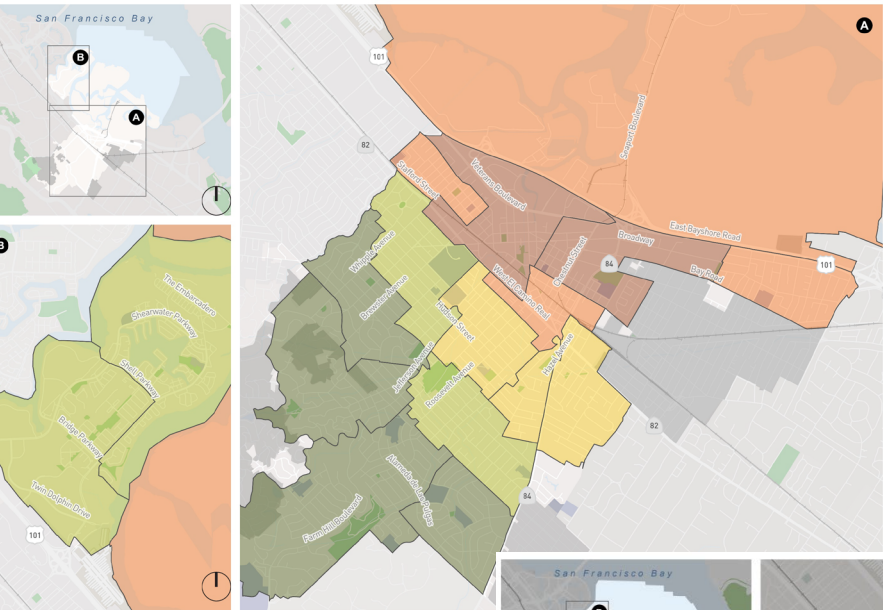 San Francisco Bay
B
A
A
101
82
Seaport Boulevard
Stafford Street
Veterans Boulevard
East Bayshore Road
Broadway
Chestnut Street
84
Bay Road
101
Whipple Avenue
West El Camino Real
Brewster Avenue
Hudson Street
Hazel Avenue
Jefferson Avenue
Roosevelt Avenue
82
84
Alameda de Las Pulgas
Farm Hill Boulevard
B
The Embarcadero
Shearwater Parkway
Shell Parkway
Bridge Parkway
Twin Dolphin Drive
101
San Francisco Bay